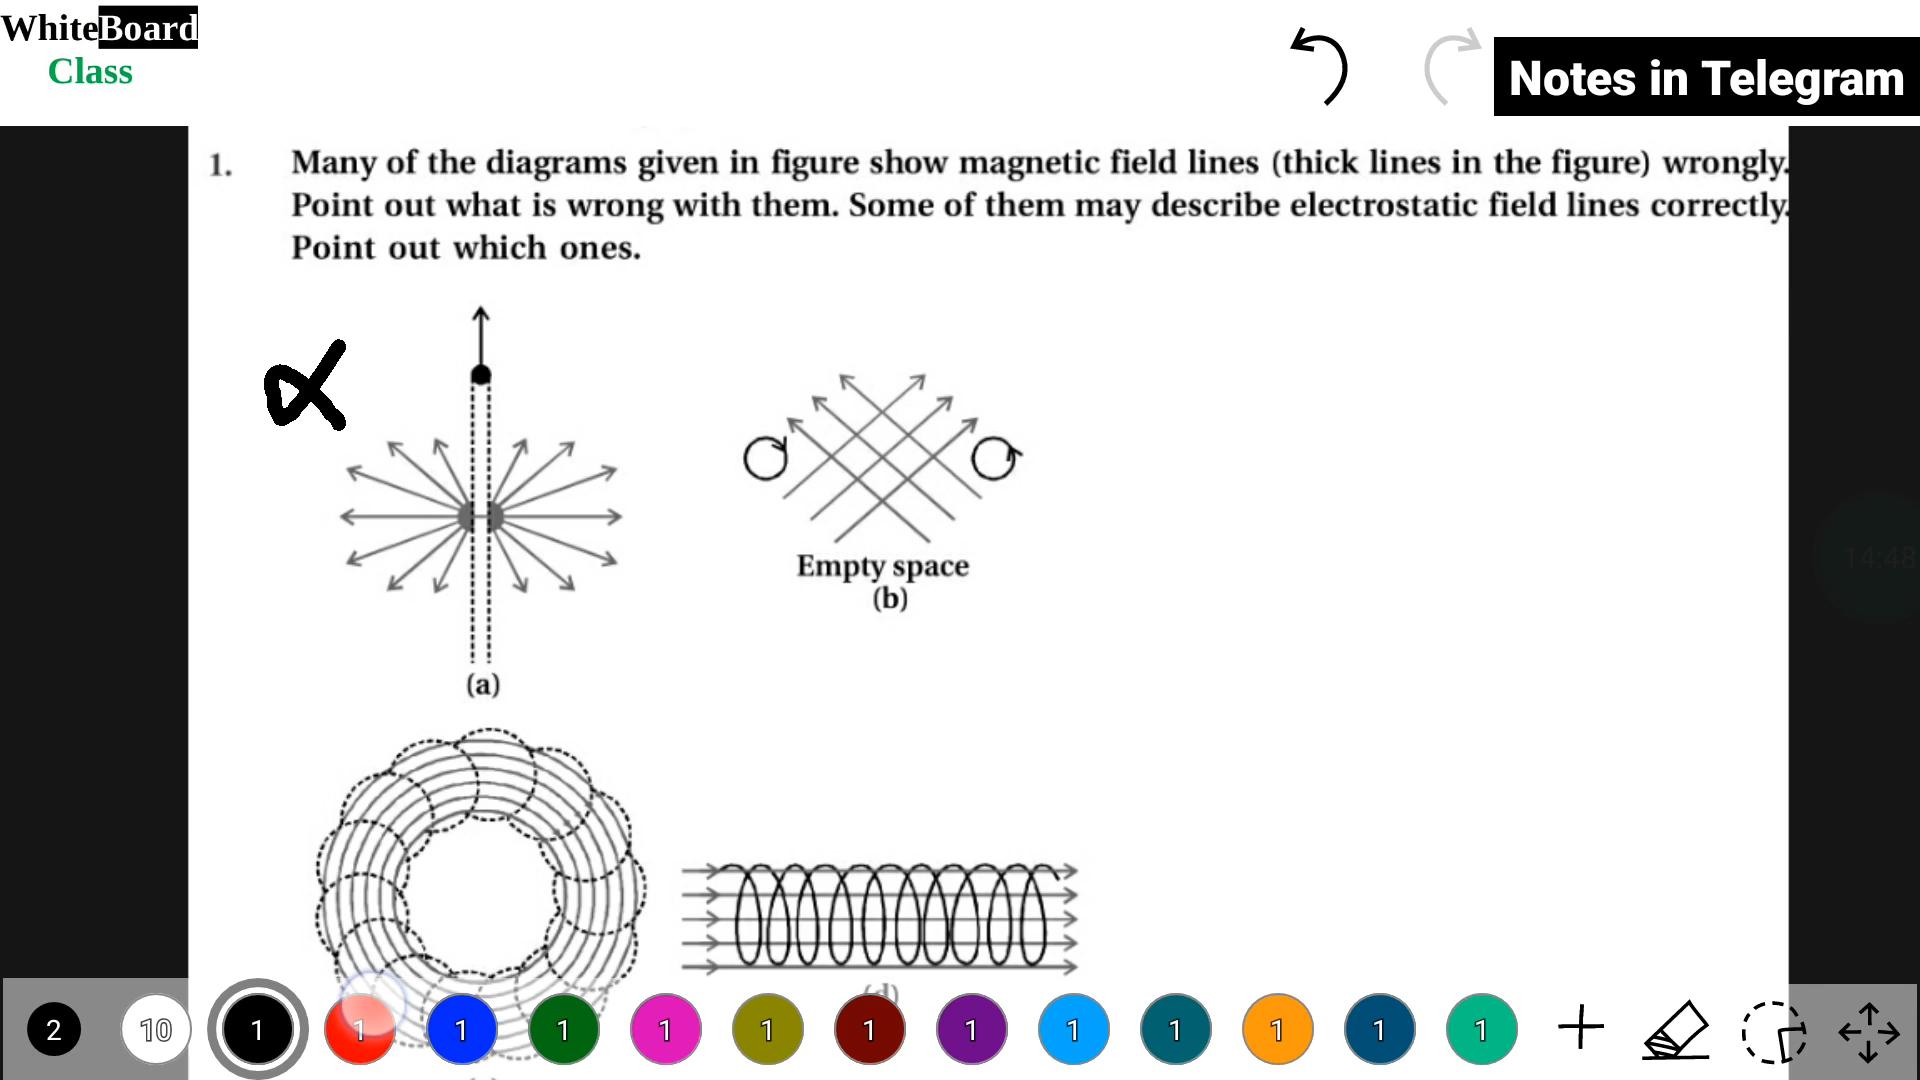 WhiteBoard
Class
Notes in Telegram
1. Many of the diagrams given in figure show magnetic field lines (thick lines in the figure) wrongly.
Point out what is wrong with them. Some of them may describe electrostatic field lines correctly.
Point out which ones.
Empty space
(b)
14:48
(a)
(d)
2 10 1 1 1 1 1 1 1 1 1 1 1 1 1